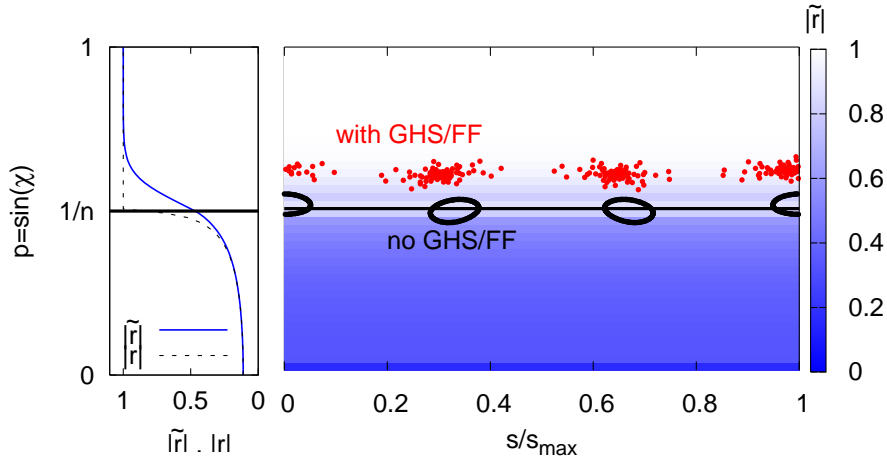 |r̃|
1
1
with GHS/FF
0.8
p=sin(χ)
0.6
1/n
no GHS/FF
0.4
|r̃|
|r|
0.2
0
0
1 0.5 0
0 0.2 0.4 0.6 0.8 1
|r̃| , |r|
s/smax